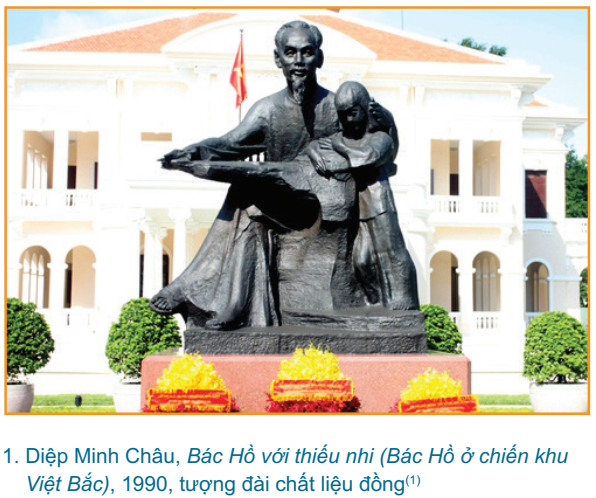 1. Diệp Minh Châu, Bác Hồ với thiếu nhi (Bác Hồ ở chiến khu
Việt Bắc), 1990, tượng đài chất liệu đồng(1)